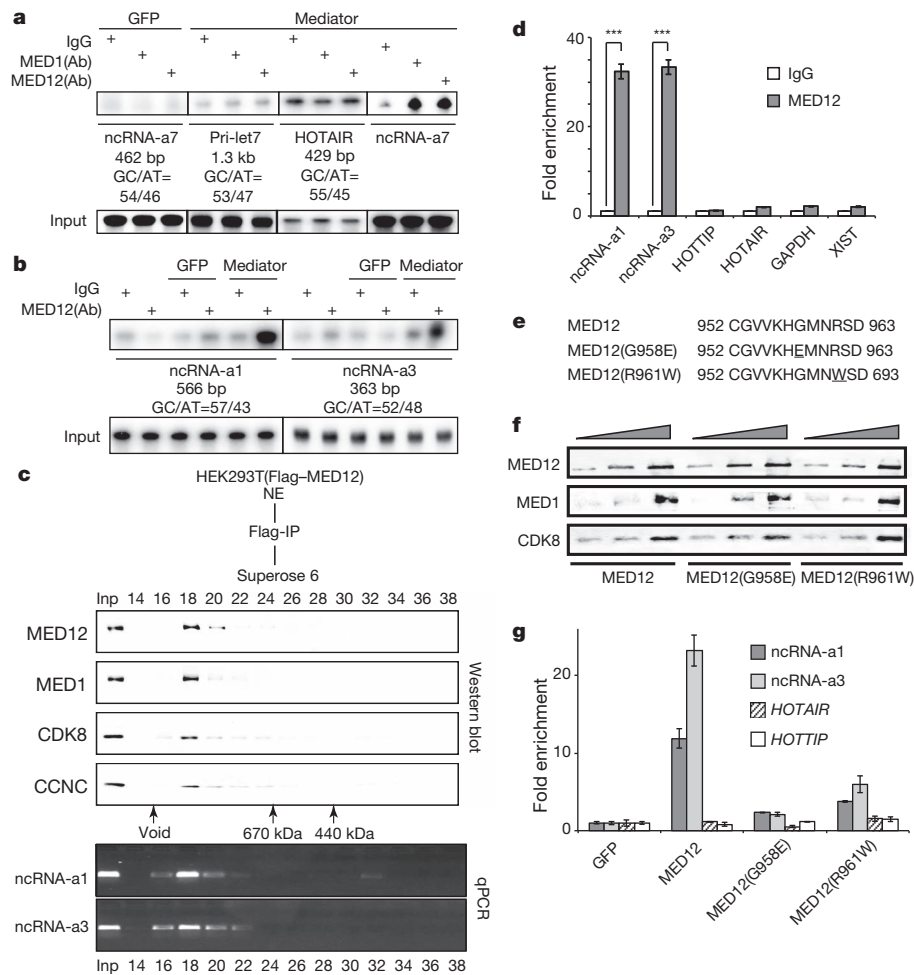 a
GFP Mediator
IgG + + + +
MED1(Ab) + + + +
MED12(Ab) + + + +
ncRNA-a7 Pri-let7 HOTAIR ncRNA-a7
462 bp 1.3 kb 429 bp
GC/AT= GC/AT= GC/AT=
54/46 53/47 55/45
Input
b
GFP Mediator GFP Mediator
IgG + + + + + +
MED12(Ab) + + + + + +
ncRNA-a1 ncRNA-a3
566 bp 363 bp
GC/AT=57/43 GC/AT=52/48
Input
c
HEK293T(Flag–MED12)
NE
Flag-IP
Superose 6
Inp 14 16 18 20 22 24 26 28 30 32 34 36 38
MED12
MED1
CDK8
CCNC
Western blot
Void 670 kDa 440 kDa
ncRNA-a1
ncRNA-a3
qPCR
Inp 14 16 18 20 22 24 26 28 30 32 34 36 38
d
Fold enrichment
40
20
0
*** ***
IgG
MED12
ncRNA-a1 ncRNA-a3 HOTTIP HOTAIR GAPDH XIST
e
MED12 952 CGVVKHGMNRSD 963
MED12(G958E) 952 CGVVKHEMNRSD 963
MED12(R961W) 952 CGVVKHGMNWSD 693
f
MED12
MED1
CDK8
MED12 MED12(G958E) MED12(R961W)
g
Fold enrichment
20
10
0
ncRNA-a1
ncRNA-a3
HOTAIR
HOTTIP
GFP MED12 MED12(G958E) MED12(R961W)